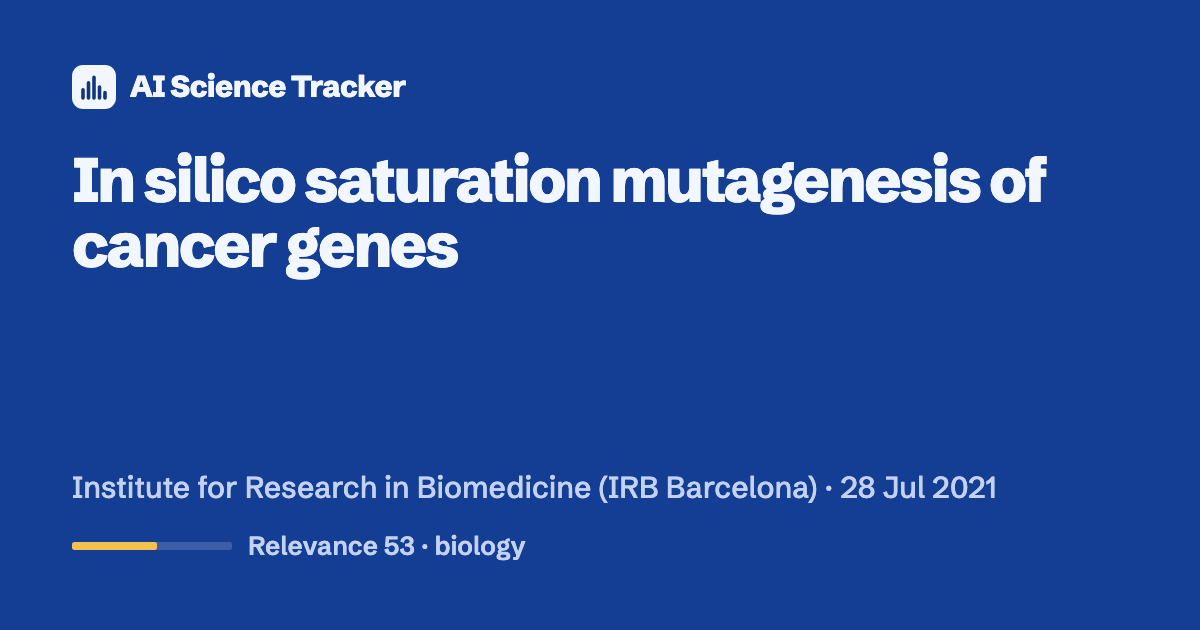 AI Science Tracker
In silico saturation mutagenesis of
cancer genes
Institute for Research in Biomedicine (IRB Barcelona) · 28 Jul 2021
Relevance 53 · biology